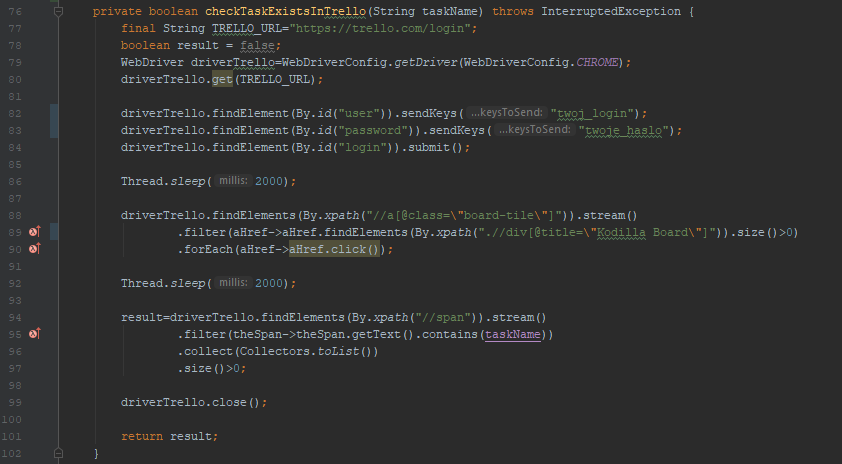 76 private boolean checkTaskExistsInTrello(String taskName) throws InterruptedException {
77 final String TRELLO_URL="https://trello.com/login";
78 boolean result = false;
79 WebDriver driverTrello=WebDriverConfig.getDriver(WebDriverConfig.CHROME);
80 driverTrello.get(TRELLO_URL);
81
82 driverTrello.findElement(By.id("user")).sendKeys( ...keysToSend: "twoj_login");
83 driverTrello.findElement(By.id("password")).sendKeys( ...keysToSend: "twoje_haslo");
84 driverTrello.findElement(By.id("login")).submit();
85
86 Thread.sleep( millis: 2000);
87
88 driverTrello.findElements(By.xpath("//a[@class=\"board-tile\"]")).stream()
89 .filter(aHref->aHref.findElements(By.xpath(".//div[@title=\"Kodilla Board\"]")).size()>0)
90 .forEach(aHref->aHref.click());
91
92 Thread.sleep( millis: 2000);
93
94 result=driverTrello.findElements(By.xpath("//span")).stream()
95 .filter(theSpan->theSpan.getText().contains(taskName))
96 .collect(Collectors.toList())
97 .size()>0;
98
99 driverTrello.close();
100
101 return result;
102 }